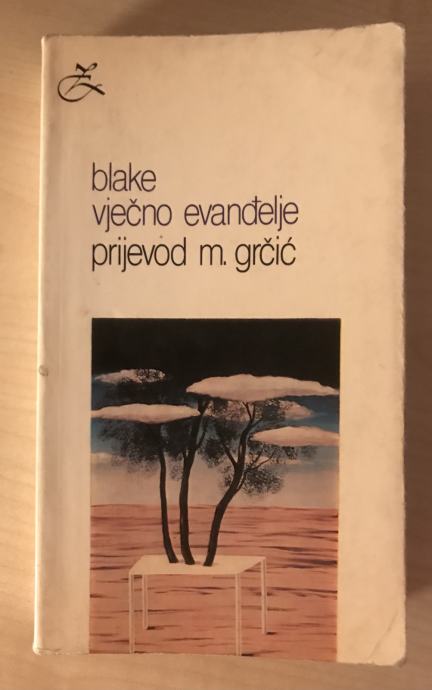 blake
vječno evanđelje
prijevod m. grčić